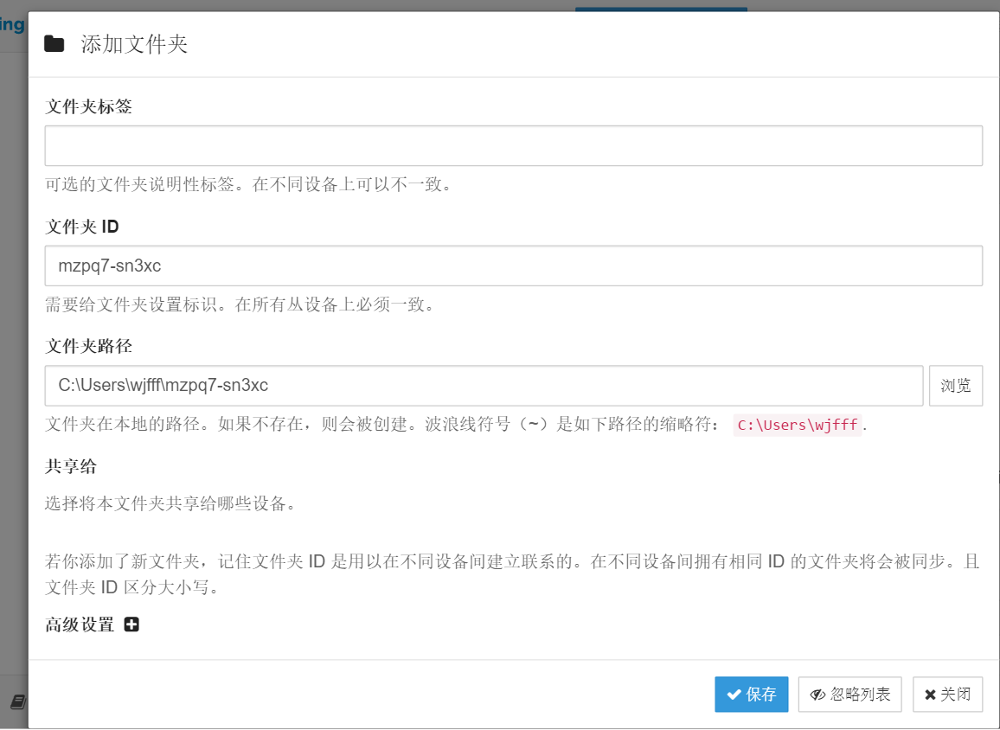 ing
添加文件夹
文件夹标签
可选的文件夹说明性标签。在不同设备上可以不一致。
文件夹 ID
mzpq7-sn3xc
需要给文件夹设置标识。在所有从设备上必须一致。
文件夹路径
C:\Users\wjfff\mzpq7-sn3xc
浏览
文件夹在本地的路径。如果不存在，则会被创建。波浪线符号（~）是如下路径的缩略符： C:\Users\wjfff.
共享给
选择将本文件夹共享给哪些设备。
若你添加了新文件夹，记住文件夹 ID 是用以在不同设备间建立联系的。在不同设备间拥有相同 ID 的文件夹将会被同步。且
文件夹 ID 区分大小写。
高级设置
保存
忽略列表
关闭